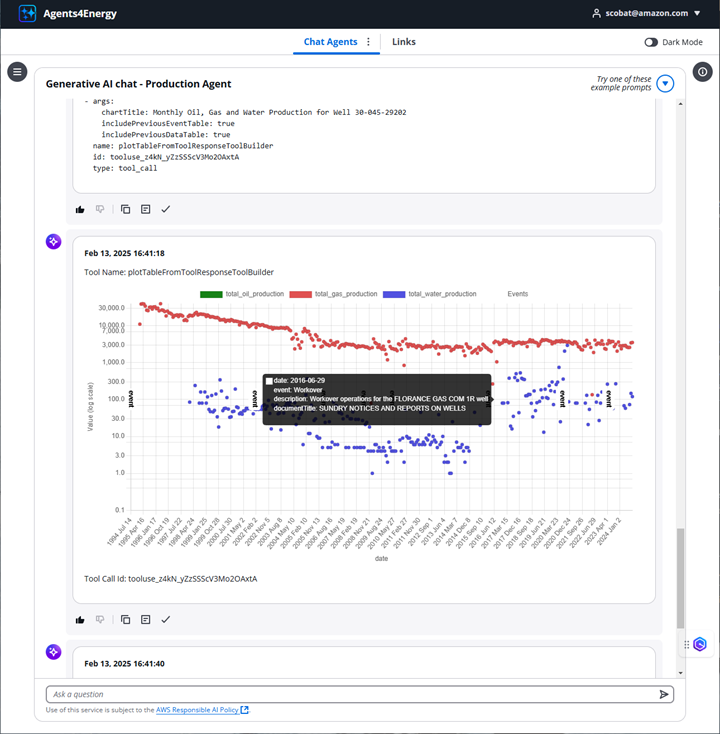 Agents4Energy
scobat@amazon.com
Chat Agents
Links
Dark Mode
Generative AI chat - Production Agent
Try one of these
example prompts
- args:
chartTitle: Monthly Oil, Gas and Water Production for Well 30-045-29202
includePreviousEventTable: true
includePreviousDataTable: true
name: plotTableFromToolResponseToolBuilder
id: tooluse_z4kN_yZzSSScV3Mo2OAxtA
type: tool_call
Feb 13, 2025 16:41:18
Tool Name: plotTableFromToolResponseToolBuilder
total_oil_production
total_gas_production
total_water_production
Events
30,000.0
10,000.0
7,000.0
3,000.0
1,000.0
300.0
100.0
30.0
10.0
3.0
1.0
0.1
Value (log scale)
event
event
event
event
date: 2016-06-29
event: Workover
description: Workover operations for the FLORANCE GAS COM 1R well
documentTitle: SUNDRY NOTICES AND REPORTS ON WELLS
1994 Jul 14
1995 Apr 16
1996 Jan 17
1996 Oct 19
1997 Jul 22
1998 Apr 24
1999 Jan 25
1999 Oct 28
2000 Jul 30
2001 May 2
2002 Feb 2
2002 Nov 5
2003 Aug 8
2004 May 10
2005 Feb 10
2005 Nov 13
2006 Aug 16
2007 May 19
2008 Feb 19
2008 Nov 21
2009 Aug 24
2010 May 27
2011 Feb 27
2011 Nov 30
2012 Sep 1
2013 Jun 4
2014 Mar 7
2014 Dec 8
2015 Sep 10
2016 Jun 12
2017 Mar 15
2017 Dec 16
2018 Sep 18
2019 Jun 21
2020 Mar 23
2020 Dec 24
2021 Sep 26
2022 Jun 29
2023 Apr 1
2024 Jan 2
date
Tool Call Id: tooluse_z4kN_yZzSSScV3Mo2OAxtA
Feb 13, 2025 16:41:40
Ask a question
Use of this service is subject to the AWS Responsible AI Policy